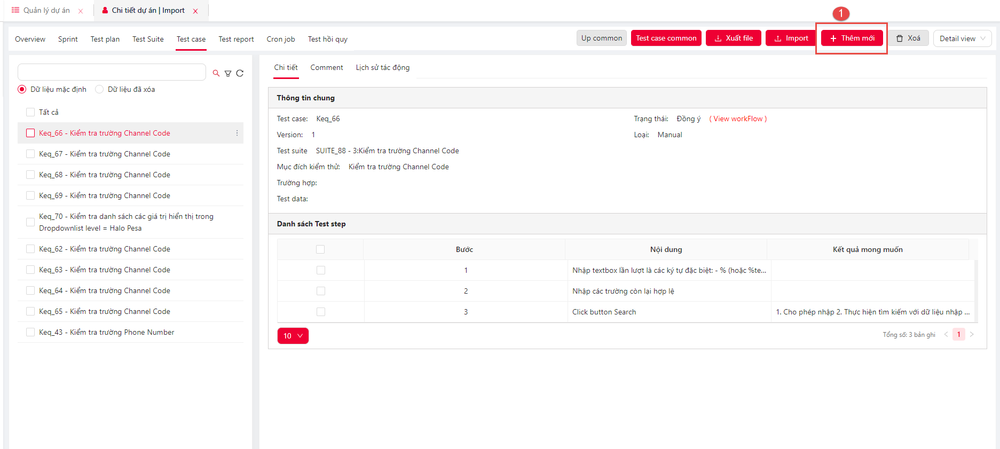 Quản lý dự án
Chi tiết dự án | Import
1
Overview Sprint Test plan Test Suite Test case Test report Cron job Test hồi quy
Up common Test case common Xuất file Import Thêm mới Xoá Detail view
Dữ liệu mặc định Dữ liệu đã xóa
Tất cả
Keq_66 - Kiểm tra trường Channel Code
Keq_67 - Kiểm tra trường Channel Code
Keq_68 - Kiểm tra trường Channel Code
Keq_69 - Kiểm tra trường Channel Code
Keq_70 - Kiểm tra danh sách các giá trị hiển thị trong
Dropdownlist level = Halo Pesa
Keq_62 - Kiểm tra trường Channel Code
Keq_63 - Kiểm tra trường Channel Code
Keq_64 - Kiểm tra trường Channel Code
Keq_65 - Kiểm tra trường Channel Code
Keq_43 - Kiểm tra trường Phone Number
Chi tiết Comment Lịch sử tác động
Thông tin chung
Test case: Keq_66 Trạng thái: Đồng ý ( View workFlow )
Version: 1 Loại: Manual
Test suite SUITE_88 - 3:Kiểm tra trường Channel Code
Mục đích kiểm thử: Kiểm tra trường Channel Code
Trường hợp:
Test data:
Danh sách Test step
Bước Nội dung Kết quả mong muốn
1 Nhập textbox lần lượt là các ký tự đặc biệt: - % (hoặc %te...
2 Nhập các trường còn lại hợp lệ
3 Click button Search 1. Cho phép nhập 2. Thực hiện tìm kiếm với dữ liệu nhập ...
10 Tổng số: 3 bản ghi < 1 >